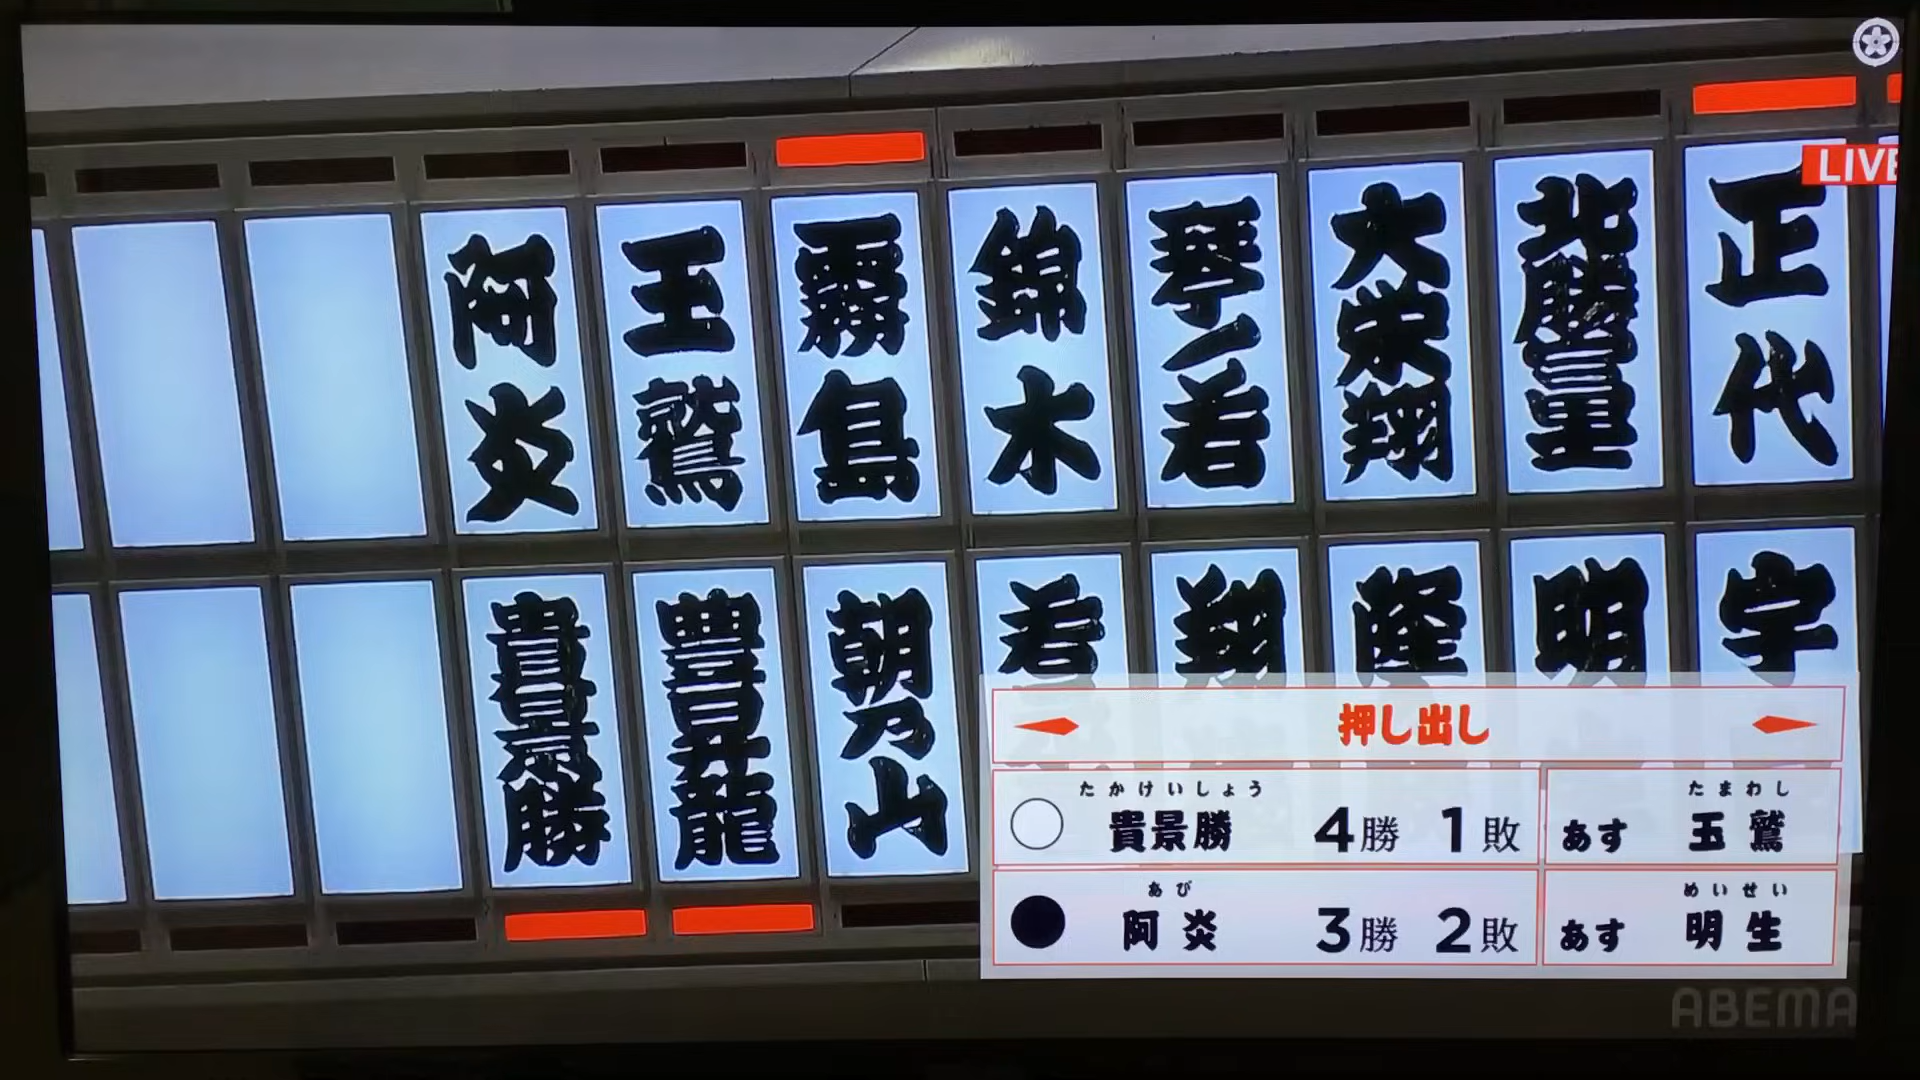 阿炎
玉鷲
霧島
錦木
琴ノ若
大栄翔
北勝富士
正代
LIVE
貴景勝
豊昇龍
朝乃山
若
翔
隆
明
宇
押し出し
たかけいしょう
貴景勝 4勝 1敗
たまわし
あす 玉鷲
あび
阿炎 3勝 2敗
めいせい
あす 明生
ABEMA